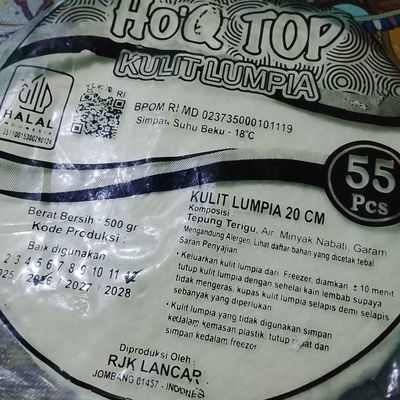 HO'Q TOP
KULIT LUMPIA
HALAL
INDONESIA
BPOM RI MD 023735000101119
Simpan Suhu Beku - 18°C
55
Pcs
KULIT LUMPIA 20 CM
Komposisi :
Tepung Terigu, Air, Minyak Nabati, Garam
Mengandung Alergen, Lihat daftar bahan yang dicetak tebal
Saran Penyajian
• Keluarkan kulit lumpia dari Freezer, diamkan ± 10 menit
tutup kulit lumpia dengan sehelai kain lembab supaya
tidak mengeras, kupas kulit lumpia selapis demi selapis
sebanyak yang diperlukan
• Kulit lumpia yang tidak digunakan simpan
kedalam kemasan plastik, tutup rapat dan
simpan kedalam freezer
Berat Bersih : 500 gr
Kode Produksi :
Baik digunakan
2 3 4 5 6 7 8 9 10 11 12
2025 / 2026 / 2027 / 2028
Diproduksi Oleh :
RJK LANCAR
JOMBANG 61457 - INDONES